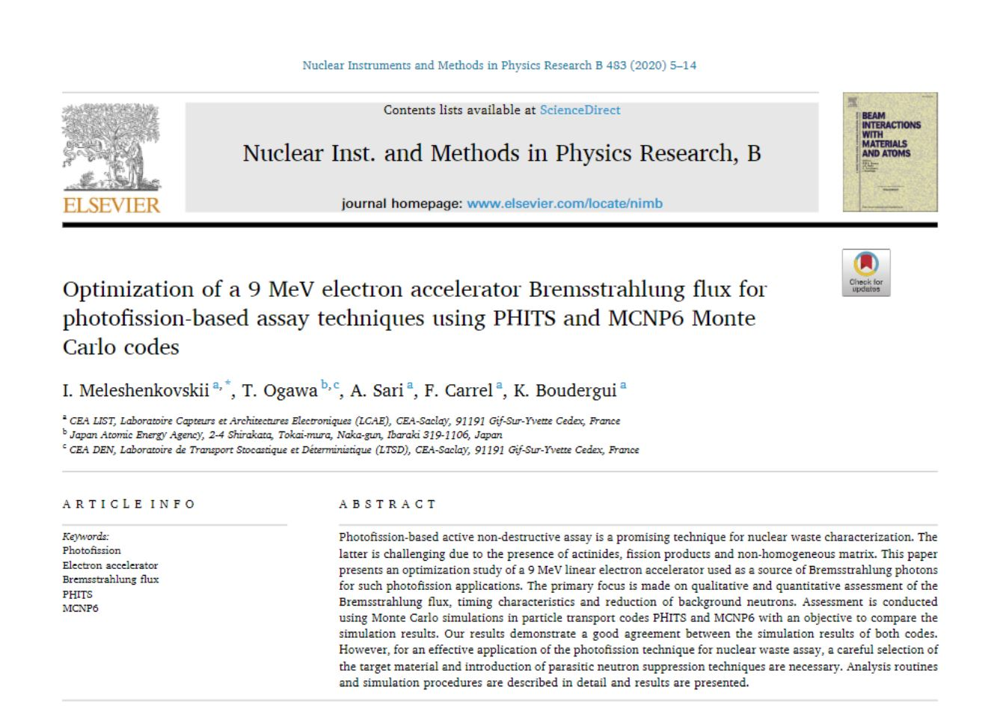 Nuclear Instruments and Methods in Physics Research B 483 (2020) 5–14
Contents lists available at ScienceDirect
Nuclear Inst. and Methods in Physics Research, B
journal homepage: www.elsevier.com/locate/nimb
ELSEVIER
BEAM
INTERACTIONS
WITH
MATERIALS
AND ATOMS
Check for
updates
Optimization of a 9 MeV electron accelerator Bremsstrahlung flux for
photofission-based assay techniques using PHITS and MCNP6 Monte
Carlo codes
I. Meleshenkovskii a,*, T. Ogawa b,c, A. Sari a, F. Carrel a, K. Boudergui a
a CEA LIST, Laboratoire Capteurs et Architectures Electroniques (LCAE), CEA-Saclay, 91191 Gif-Sur-Yvette Cedex, France
b Japan Atomic Energy Agency, 2-4 Shirakata, Tokai-mura, Naka-gun, Ibaraki 319-1106, Japan
c CEA DEN, Laboratoire de Transport Stocastique et Déterministique (LTSD), CEA-Saclay, 91191 Gif-Sur-Yvette Cedex, France
ARTICLE INFO
Keywords:
Photofission
Electron accelerator
Bremsstrahlung flux
PHITS
MCNP6
ABSTRACT
Photofission-based active non-destructive assay is a promising technique for nuclear waste characterization. The
latter is challenging due to the presence of actinides, fission products and non-homogeneous matrix. This paper
presents an optimization study of a 9 MeV linear electron accelerator used as a source of Bremsstrahlung photons
for such photofission applications. The primary focus is made on qualitative and quantitative assessment of the
Bremsstrahlung flux, timing characteristics and reduction of background neutrons. Assessment is conducted
using Monte Carlo simulations in particle transport codes PHITS and MCNP6 with an objective to compare the
simulation results. Our results demonstrate a good agreement between the simulation results of both codes.
However, for an effective application of the photofission technique for nuclear waste assay, a careful selection of
the target material and introduction of parasitic neutron suppression techniques are necessary. Analysis routines
and simulation procedures are described in detail and results are presented.